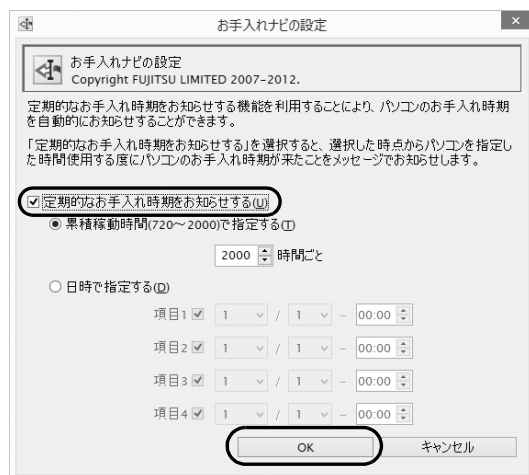 お手入れナビの設定
お手入れナビの設定
Copyright FUJITSU LIMITED 2007-2012.
定期的なお手入れ時期をお知らせする機能を利用することにより、パソコンのお手入れ時期
を自動的にお知らせすることができます。
「定期的なお手入れ時期をお知らせする」を選択すると、選択した時点からパソコンを指定し
た時間使用する度にパソコンのお手入れ時期が来たことをメッセージでお知らせします。
定期的なお手入れ時期をお知らせする(U)
累積稼動時間(720～2000)で指定する(T)
2000 時間ごと
日時で指定する(D)
項目1 1 / 1 - 00:00
項目2 1 / 1 - 00:00
項目3 1 / 1 - 00:00
項目4 1 / 1 - 00:00
OK キャンセル